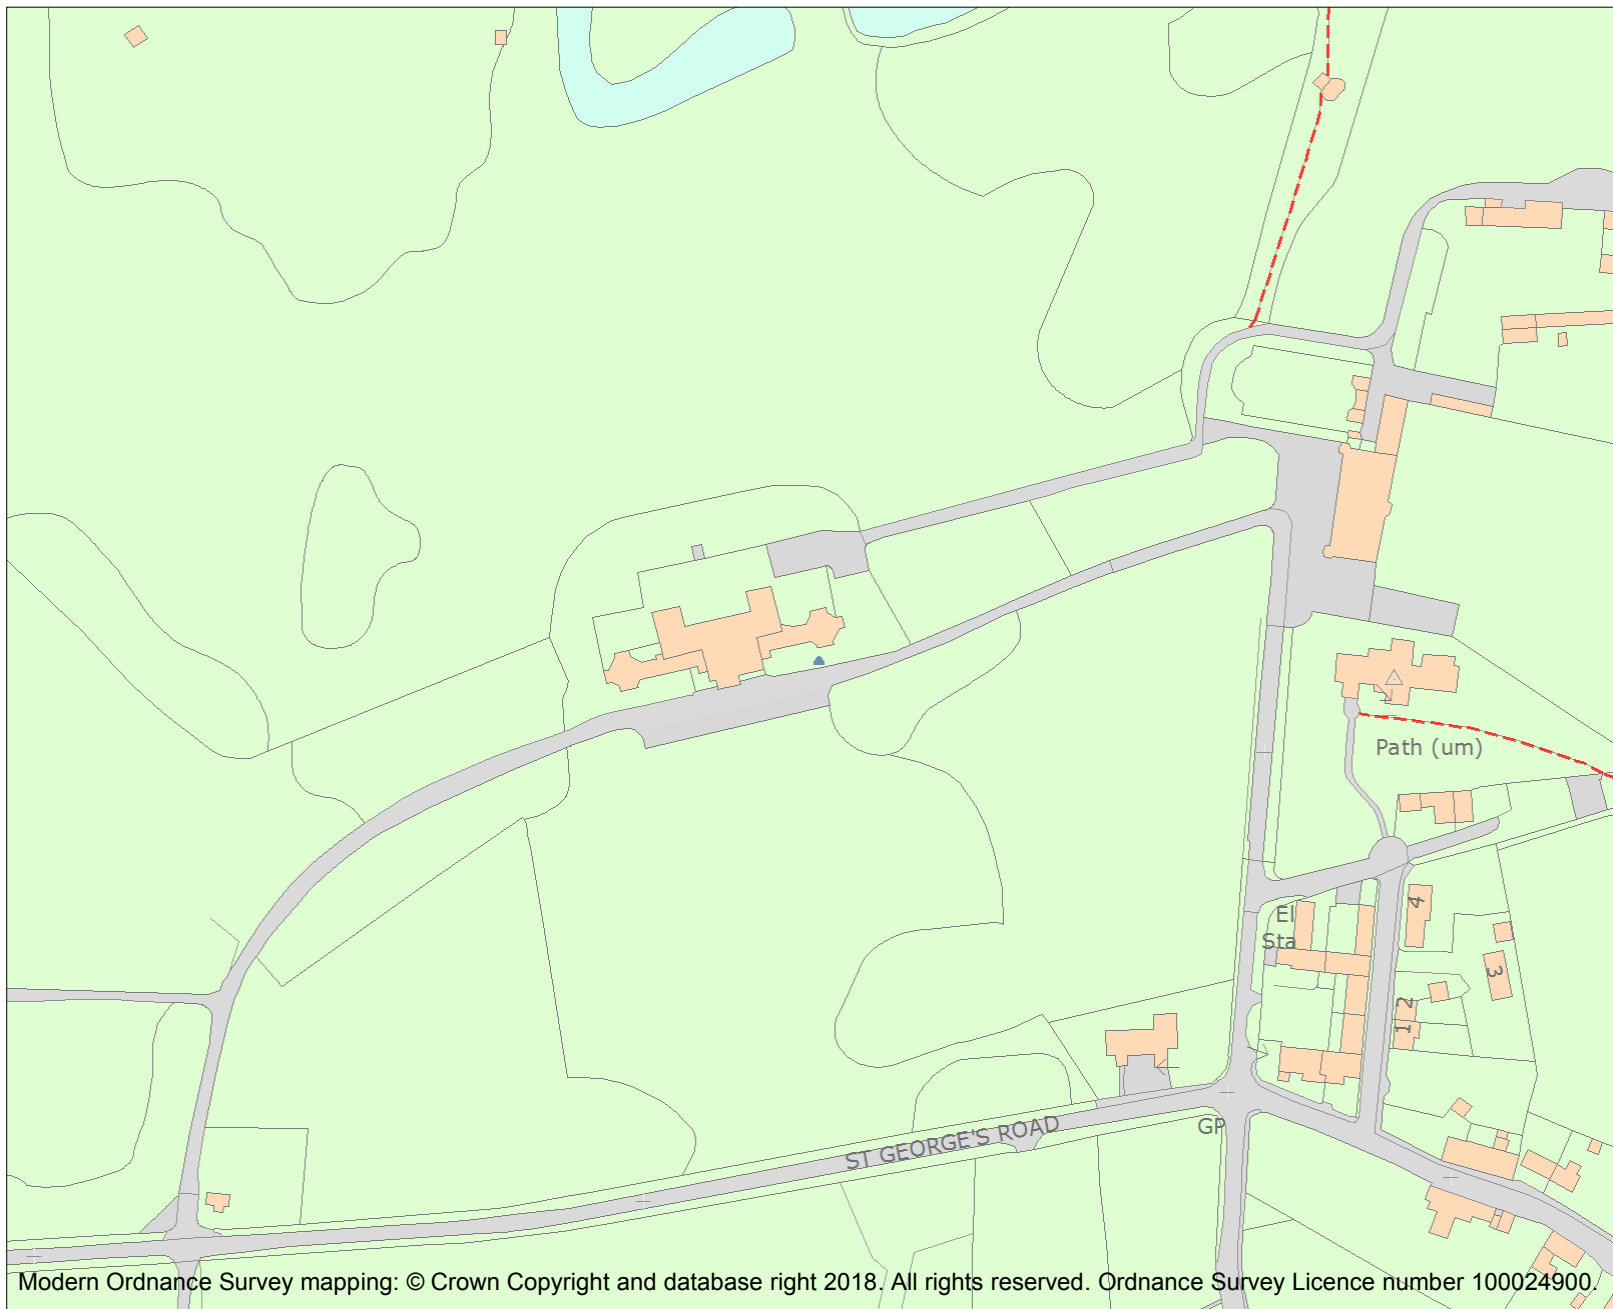 Path (um)
El
Sta
4
3
2
1
GP
ST GEORGE'S ROAD
Modern Ordnance Survey mapping: © Crown Copyright and database right 2018. All rights reserved. Ordnance Survey Licence number 100024900.